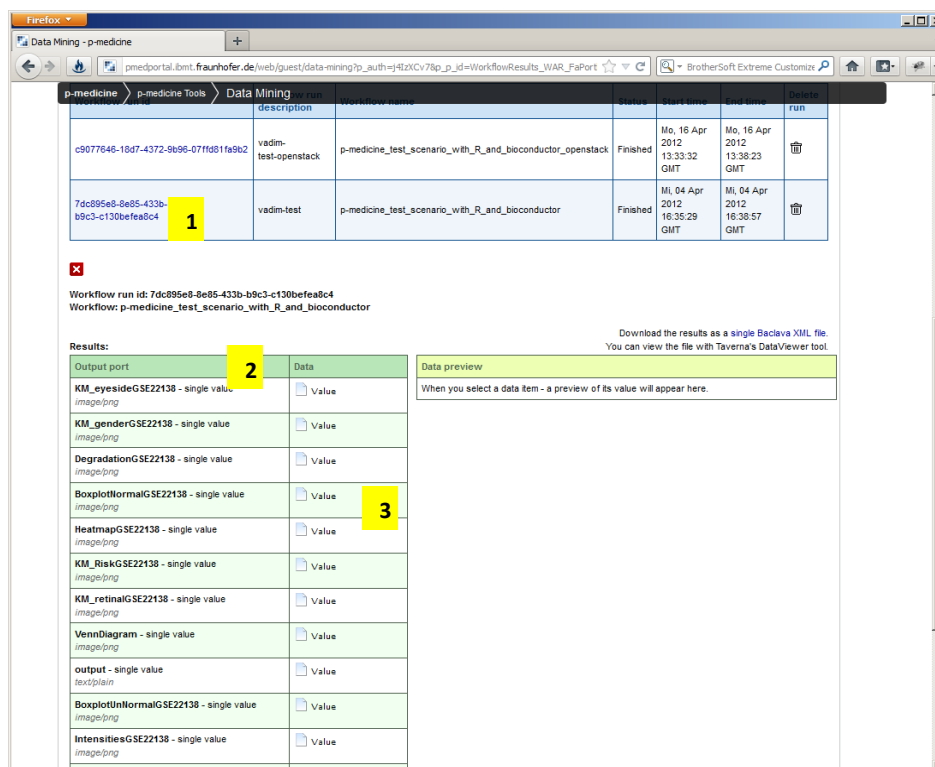 Firefox
Data Mining - p-medicine
pmedportal.ibmt.fraunhofer.de/web/guest/data-mining?p_auth=j4IzXCv78p_p_id=WorkflowResults_WAR_FaPort
BrotherSoft Extreme Customize
p-medicine
p-medicine Tools
Data Mining
Workflow run id
description
Workflow name
Status
Start time
End time
Delete run
c9077646-18d7-4372-9b96-07ffd81fa9b2
vadim-
test-openstack
p-medicine_test_scenario_with_R_and_bioconductor_openstack
Finished
Mo, 16 Apr
2012
13:33:32
GMT
Mo, 16 Apr
2012
13:38:23
GMT
7dc895e8-8e85-433b-
b9c3-c130befea8c4
1
vadim-test
p-medicine_test_scenario_with_R_and_bioconductor
Finished
Mi, 04 Apr
2012
16:35:29
GMT
Mi, 04 Apr
2012
16:38:57
GMT
Workflow run id: 7dc895e8-8e85-433b-b9c3-c130befea8c4
Workflow: p-medicine_test_scenario_with_R_and_bioconductor
Download the results as a single Baclava XML file.
You can view the file with Taverna's DataViewer tool.
Results:
Output port
2
Data
Data preview
When you select a data item - a preview of its value will appear here.
KM_eyesideGSE22138 - single value
image/png
Value
KM_genderGSE22138 - single value
image/png
Value
DegradationGSE22138 - single value
image/png
Value
BoxplotNormalGSE22138 - single value
image/png
Value
3
HeatmapGSE22138 - single value
image/png
Value
KM_RiskGSE22138 - single value
image/png
Value
KM_retinalGSE22138 - single value
image/png
Value
VennDiagram - single value
image/png
Value
output - single value
text/plain
Value
BoxplotUnNormalGSE22138 - single value
image/png
Value
IntensitiesGSE22138 - single value
image/png
Value